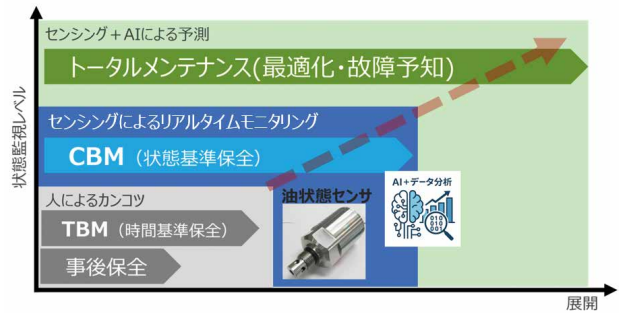 センシング+AIによる予測
トータルメンテナンス(最適化・故障予知)
センシングによるリアルタイムモニタリング
CBM(状態基準保全)
人によるカンコツ
TBM(時間基準保全)
事後保全
油状態センサ
AI+データ分析
010
101
001
状態監視レベル
展開